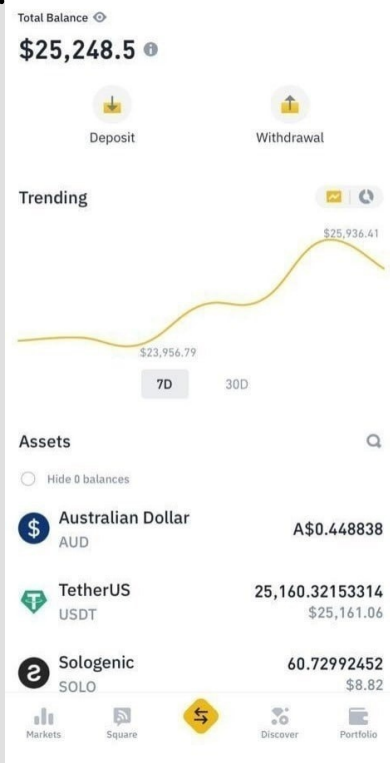 Total Balance
$25,248.5
Deposit
Withdrawal
Trending
$25,936.41
$23,956.79
7D
30D
Assets
Hide 0 balances
Australian Dollar
A$0.448838
AUD
TetherUS
25,160.32153314
USDT
$25,161.06
Sologenic
60.72992452
SOLO
$8.82
Markets
Square
Discover
Portfolio